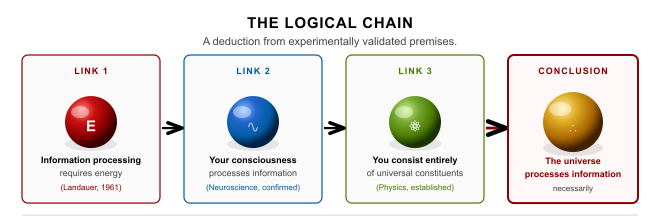 THE LOGICAL CHAIN
A deduction from experimentally validated premises.
LINK 1
E
Information processing
requires energy
(Landauer, 1961)
LINK 2
∿
Your consciousness
processes information
(Neuroscience, confirmed)
LINK 3
⚛
You consist entirely
of universal constituents
(Physics, established)
CONCLUSION
∴
The universe
processes information
necessarily